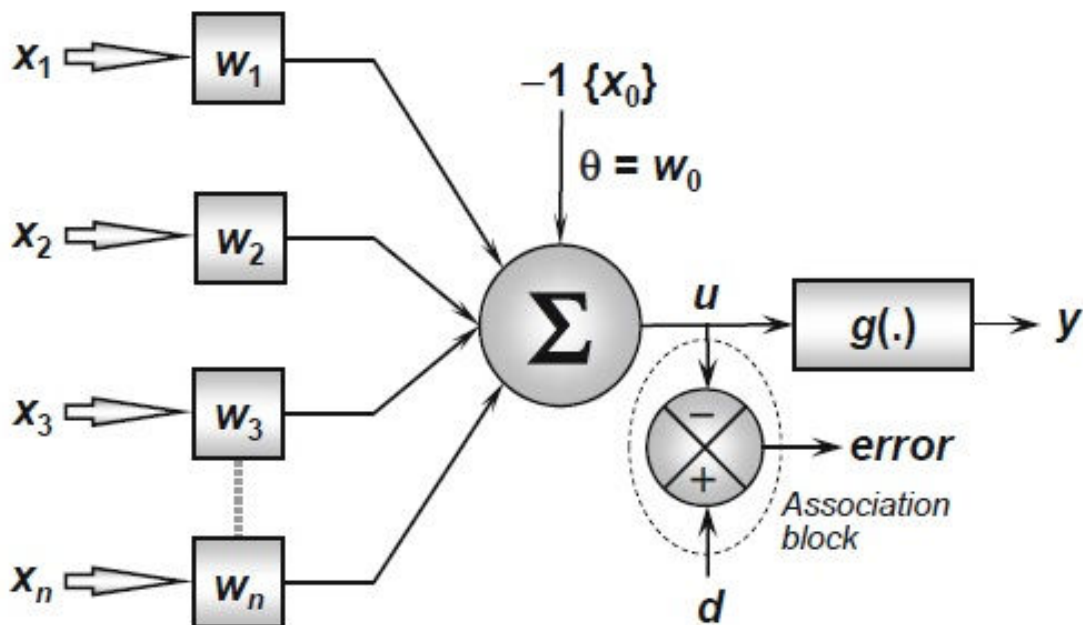 x₁
w₁
−1 {x₀}
θ = w₀
x₂
w₂
Σ
u
g(.)
y
x₃
w₃
−
+
error
Association
block
xₙ
wₙ
d